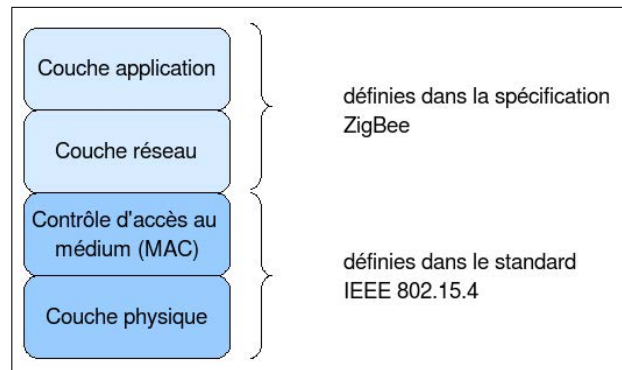 Couche application
Couche réseau
définies dans la spécification
ZigBee
Contrôle d'accès au
médium (MAC)
Couche physique
définies dans le standard
IEEE 802.15.4